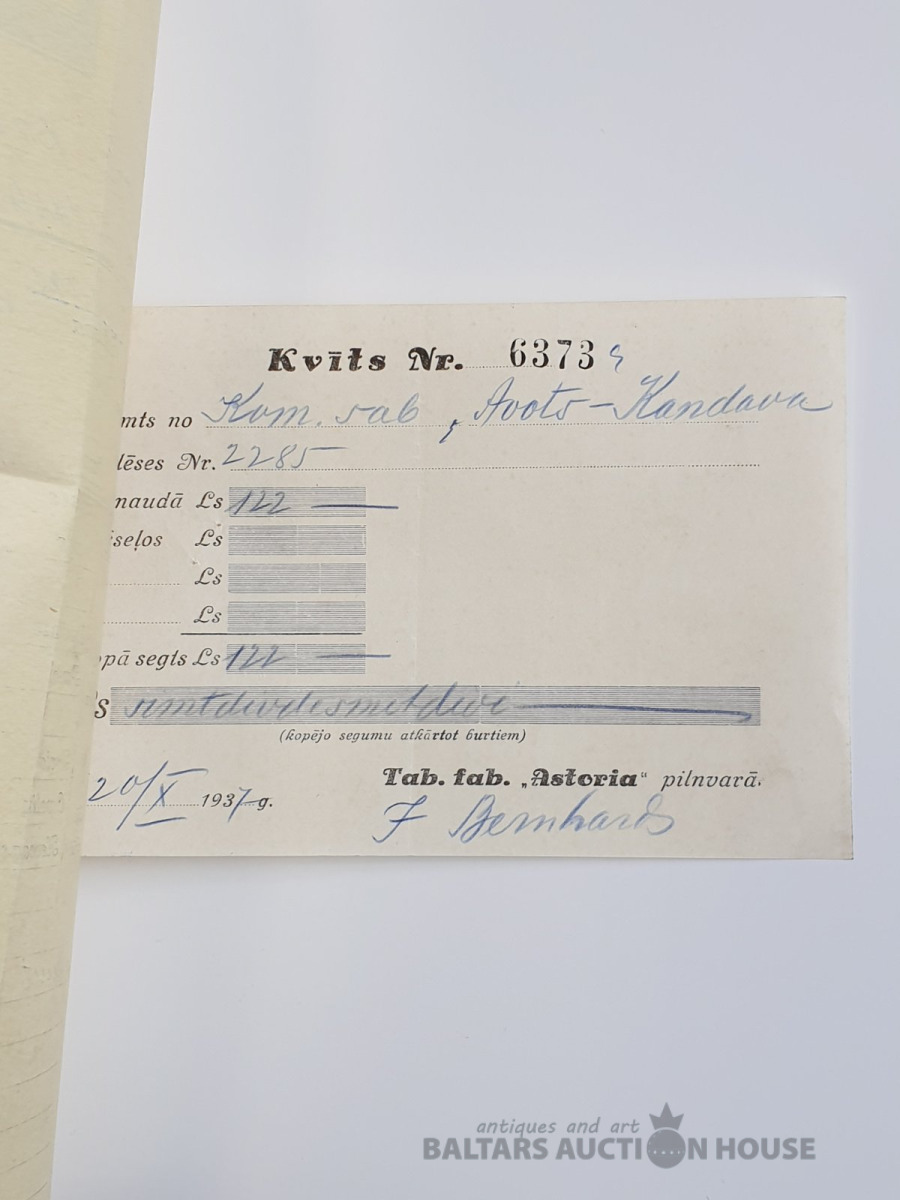 Kvīts Nr. 6373
mts no Kom. sab. „Avots - Kandava
lēses Nr. 2285
naudā Ls 122 —
seļos Ls
Ls
Ls
pā segts Ls 122 —
s simtdivdesmitdivi —
(kopējo segumu atkārtot burtiem)
20/X 1937 g.
Tab. fab. „Astoria“ pilnvarā.
F Bernhards
antiques and art
BALTARS AUCTION HOUSE